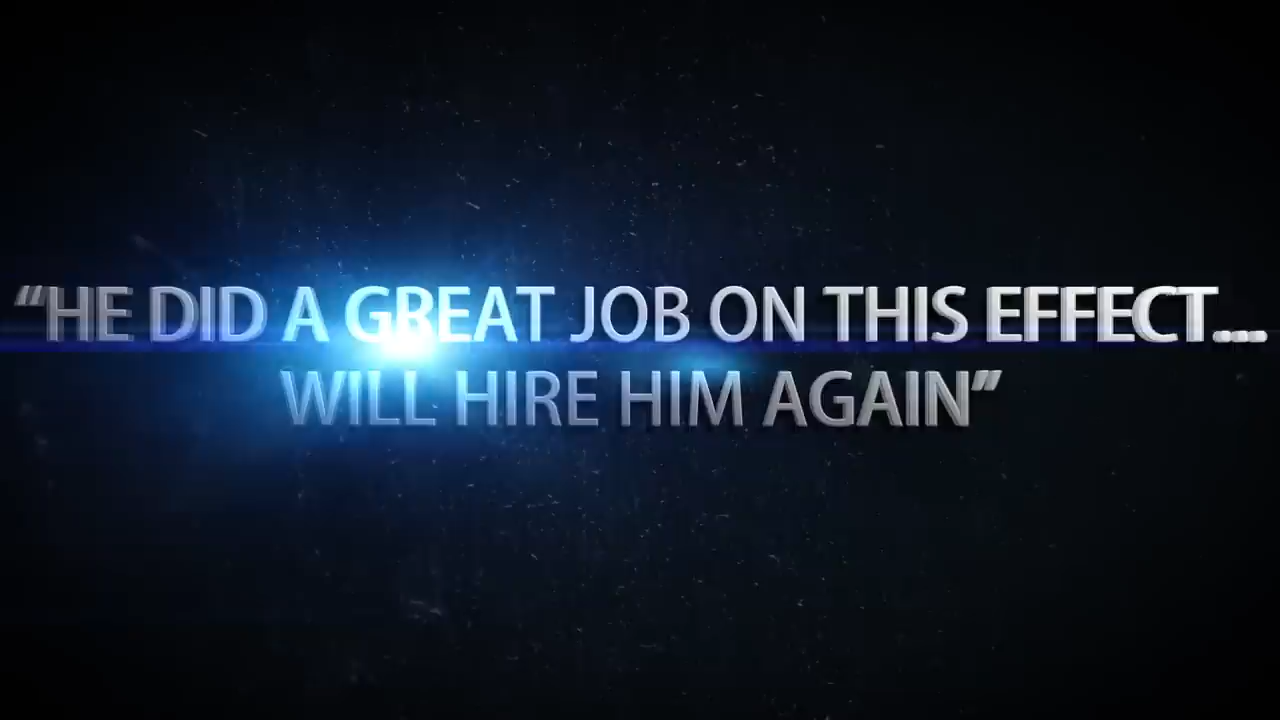 “HE DID A GREAT JOB ON THIS EFFECT...
WILL HIRE HIM AGAIN”